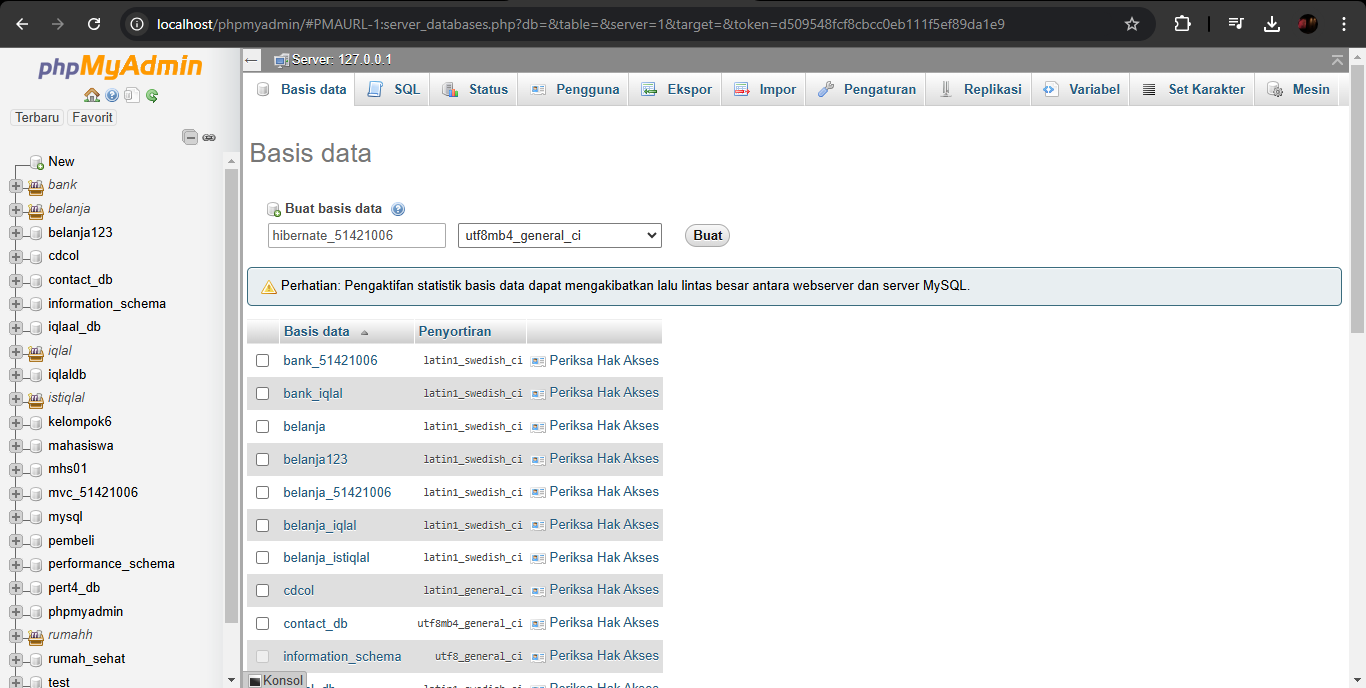 localhost/phpmyadmin/#PMAURL-1:server_databases.php?db=&table=&server=1&target=&token=d509548fcf8cbcc0eb111f5ef89da1e9
phpMyAdmin
Terbaru Favorit
New
bank
belanja
belanja123
cdcol
contact_db
information_schema
iqlaal_db
iqlal
iqlaldb
istiqlal
kelompok6
mahasiswa
mhs01
mvc_51421006
mysql
pembeli
performance_schema
pert4_db
phpmyadmin
rumahh
rumah_sehat
test
Server: 127.0.0.1
Basis data SQL Status Pengguna Ekspor Impor Pengaturan Replikasi Variabel Set Karakter Mesin
Basis data
Buat basis data
hibernate_51421006 utf8mb4_general_ci Buat
Perhatian: Pengaktifan statistik basis data dapat mengakibatkan lalu lintas besar antara webserver dan server MySQL.
Basis data Penyortiran
bank_51421006 latin1_swedish_ci Periksa Hak Akses
bank_iqlal latin1_swedish_ci Periksa Hak Akses
belanja latin1_swedish_ci Periksa Hak Akses
belanja123 latin1_swedish_ci Periksa Hak Akses
belanja_51421006 latin1_swedish_ci Periksa Hak Akses
belanja_iqlal latin1_swedish_ci Periksa Hak Akses
belanja_istiqlal latin1_swedish_ci Periksa Hak Akses
cdcol latin1_general_ci Periksa Hak Akses
contact_db utf8mb4_general_ci Periksa Hak Akses
information_schema utf8_general_ci Periksa Hak Akses
Konsol